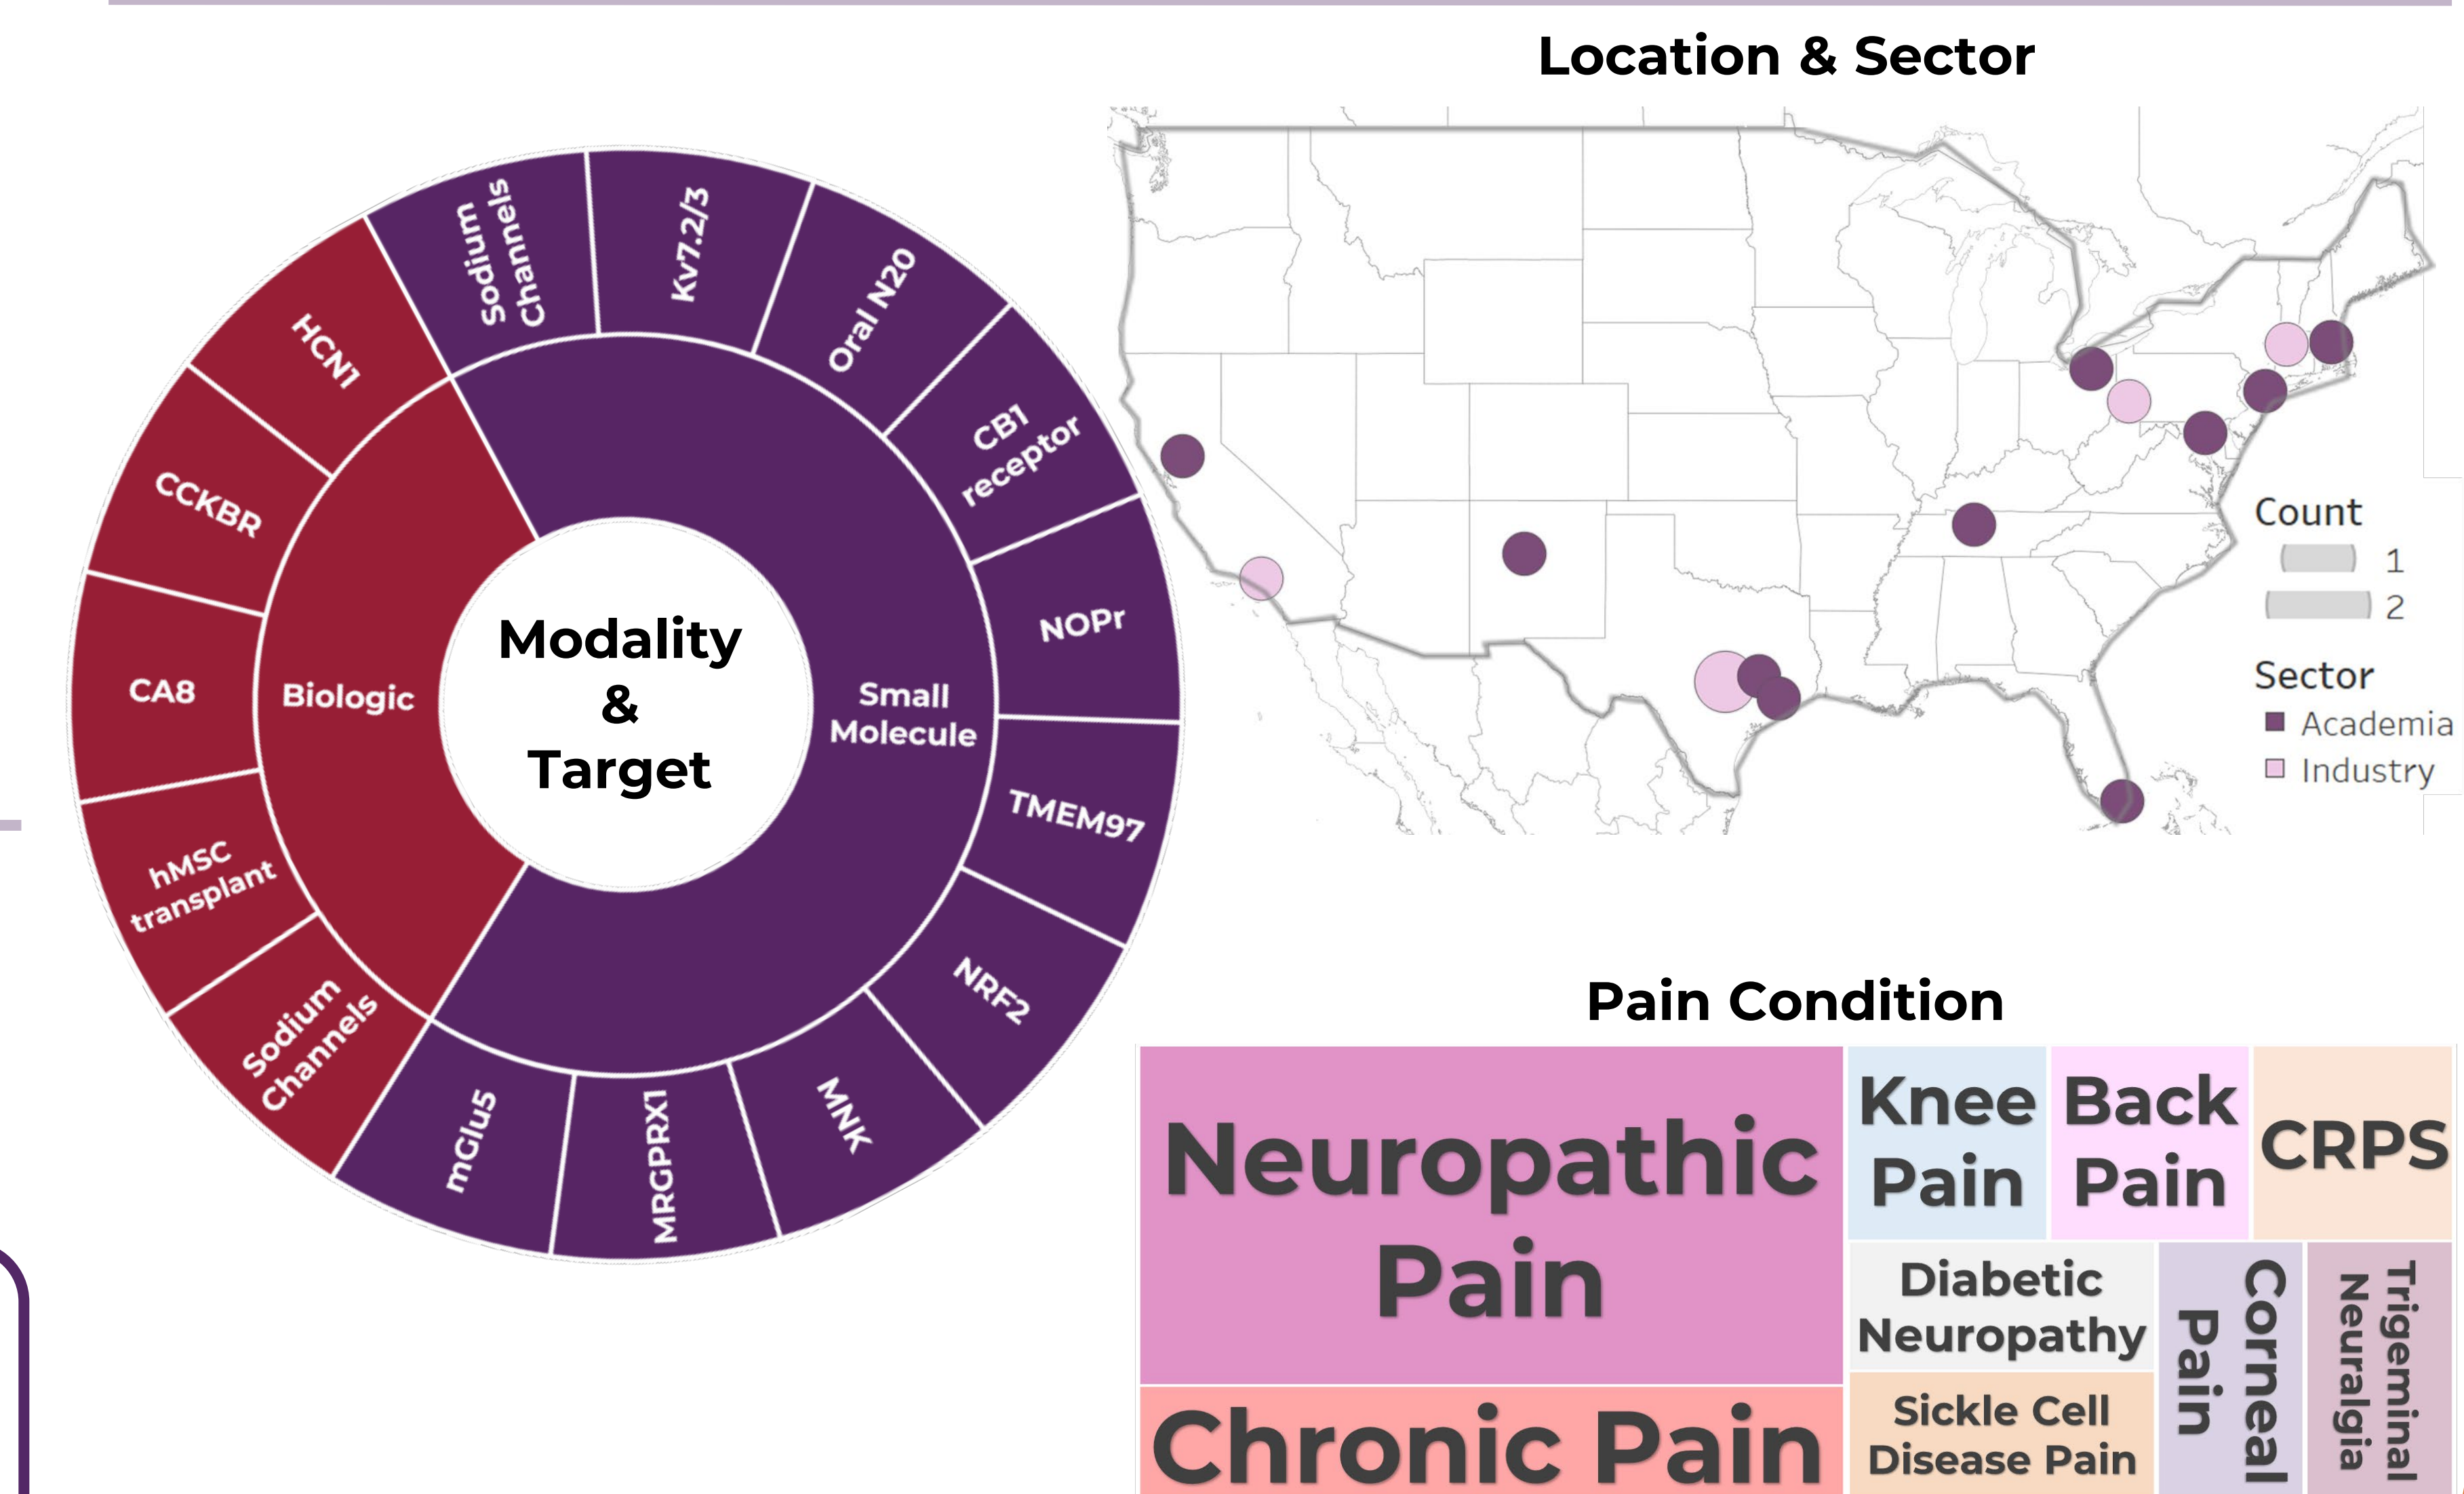 Location & Sector
Sodium
Channels
Kv7.2/3
Oral N20
CB1
receptor
NOPr
TMEM97
NRF2
MNK
MRGPRX1
mGlu5
Sodium
Channels
hMSC
transplant
CA8
CCKBR
HCN1
Biologic
Modality
&
Target
Small
Molecule
Count
1
2
Sector
Academia
Industry
Pain Condition
Neuropathic
Pain
Chronic Pain
Knee
Pain
Back
Pain
CRPS
Diabetic
Neuropathy
Sickle Cell
Disease Pain
Corneal
Pain
Trigeminal
Neuralgia